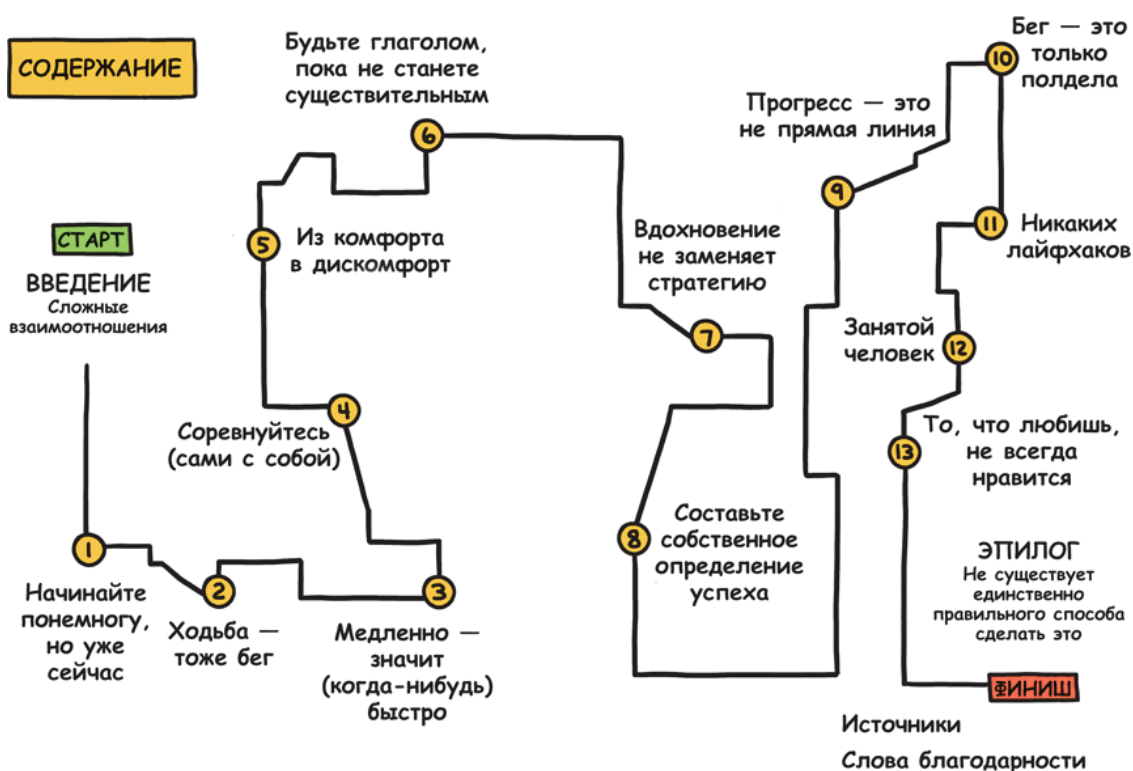 СОДЕРЖАНИЕ
СТАРТ
ВВЕДЕНИЕ
Сложные
взаимоотношения
1
Начинайте
понемногу,
но уже
сейчас
2
Ходьба —
тоже бег
3
Медленно —
значит
(когда-нибудь)
быстро
4
Соревнуйтесь
(сами с собой)
5
Из комфорта
в дискомфорт
6
Будьте глаголом,
пока не станете
существительным
7
Вдохновение
не заменяет
стратегию
8
Составьте
собственное
определение
успеха
9
Прогресс — это
не прямая линия
10
Бег — это
только
полдела
11
Никаких
лайфхаков
12
Занятой
человек
13
То, что любишь,
не всегда
нравится
ЭПИЛОГ
Не существует
единственно
правильного способа
сделать это
ФИНИШ
Источники
Слова благодарности